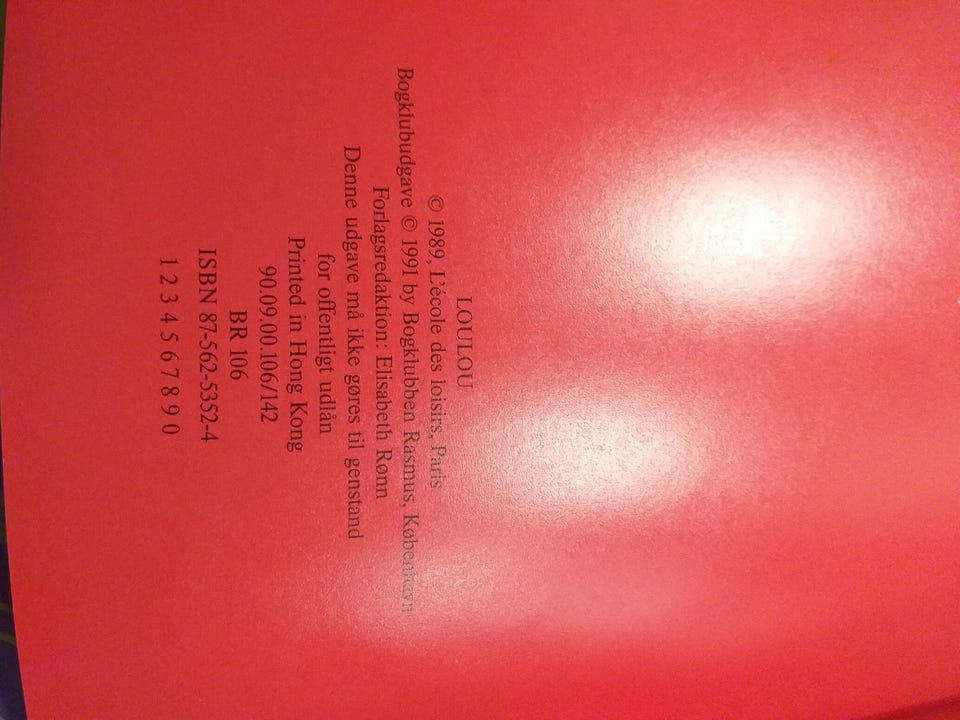 LOULOU
© 1989, L'école des loisirs, Paris
Bogklubudgave © 1991 by Bogklubben Rasmus, København
Forlagsredaktion: Elisabeth Rønn
Denne udgave må ikke gøres til genstand
for offentligt udlån
Printed in Hong Kong
90.09.00.106/142
BR 106
ISBN 87-562-5352-4
1 2 3 4 5 6 7 8 9 0